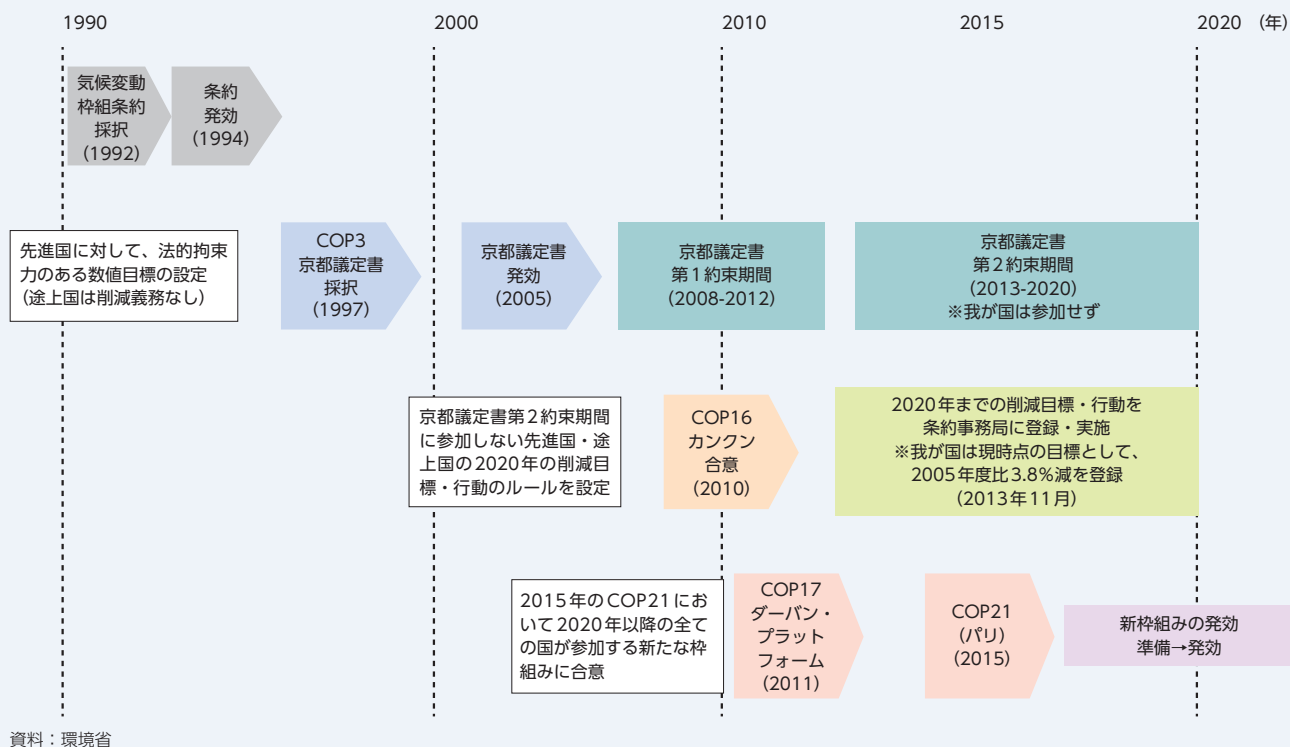 1990 2000 2010 2015 2020 (年)
気候変動
枠組条約
採択
(1992)
条約
発効
(1994)
先進国に対して、法的拘束
力のある数値目標の設定
(途上国は削減義務なし)
COP3
京都議定書
採択
(1997)
京都議定書
発効
(2005)
京都議定書
第1約束期間
(2008-2012)
京都議定書
第2約束期間
(2013-2020)
※我が国は参加せず
京都議定書第2約束期間
に参加しない先進国・途
上国の2020年の削減目
標・行動のルールを設定
COP16
カンクン
合意
(2010)
2020年までの削減目標・行動を
条約事務局に登録・実施
※我が国は現時点の目標として、
2005年度比3.8%減を登録
(2013年11月)
2015年のCOP21にお
いて2020年以降の全て
の国が参加する新たな枠
組みに合意
COP17
ダーバン・
プラット
フォーム
(2011)
COP21
(パリ)
(2015)
新枠組みの発効
準備→発効
資料：環境省